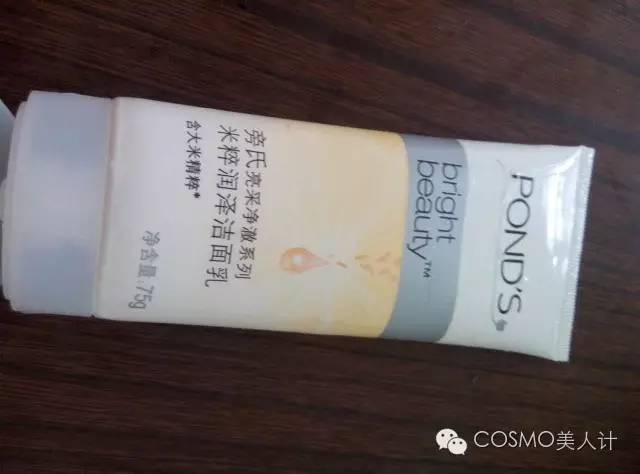 POND'S
bright
beauty™
旁氏亮采净澈系列
米粹润泽洁面乳
含大米精粹*
净含量:75g
COSMO美人计